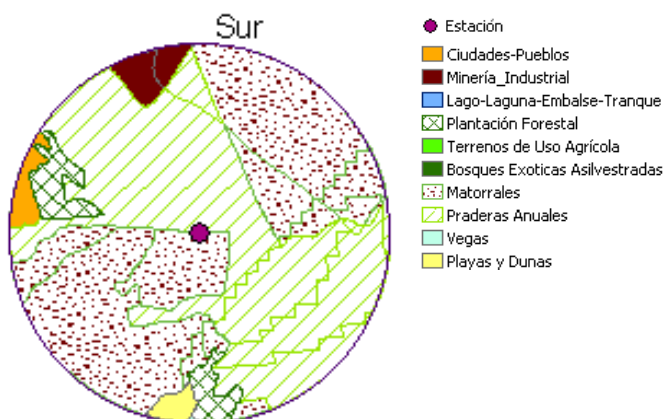 Sur
Estación
Ciudades-Pueblos
Minería_Industrial
Lago-Laguna-Embalse-Tranque
Plantación Forestal
Terrenos de Uso Agrícola
Bosques Exoticas Asilvestradas
Matorrales
Praderas Anuales
Vegas
Playas y Dunas